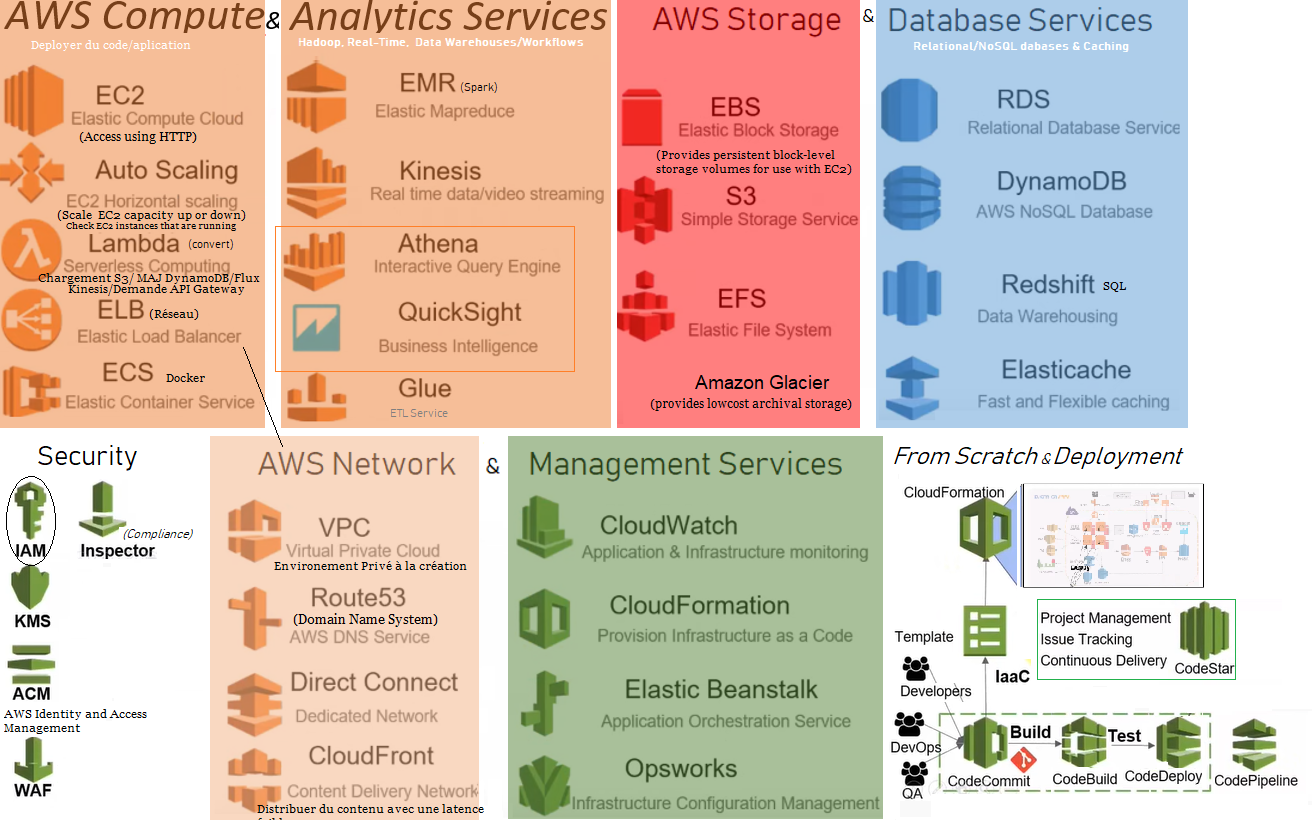 AWS Compute & Analytics Services
Deployer du code/aplication
Hadoop, Real-Time, Data Warehouses/Workflows
EC2
Elastic Compute Cloud
(Access using HTTP)
Auto Scaling
EC2 Horizontal scaling
(Scale EC2 capacity up or down)
Check EC2 instances that are running
Lambda (convert)
Serverless Computing
Chargement S3/ MAJ DynamoDB/Flux
Kinesis/Demande API Gateway
ELB (Réseau)
Elastic Load Balancer
ECS Docker
Elastic Container Service
EMR (Spark)
Elastic Mapreduce
Kinesis
Real time data/video streaming
Athena
Interactive Query Engine
QuickSight
Business Intelligence
Glue
ETL Service
AWS Storage & Database Services
Relational/NoSQL dabases & Caching
EBS
Elastic Block Storage
(Provides persistent block-level
storage volumes for use with EC2)
S3
Simple Storage Service
EFS
Elastic File System
Amazon Glacier
(provides lowcost archival storage)
RDS
Relational Database Service
DynamoDB
AWS NoSQL Database
Redshift SQL
Data Warehousing
Elasticache
Fast and Flexible caching
Security
IAM
Inspector
(Compliance)
KMS
ACM
AWS Identity and Access
Management
WAF
AWS Network & Management Services
VPC
Virtual Private Cloud
Environement Privé à la création
Route53
(Domain Name System)
AWS DNS Service
Direct Connect
Dedicated Network
CloudFront
Content Delivery Network
Distribuer du contenu avec une latence
CloudWatch
Application & Infrastructure monitoring
CloudFormation
Provision Infrastructure as a Code
Elastic Beanstalk
Application Orchestration Service
Opsworks
Infrastructure Configuration Management
From Scratch & Deployment
CloudFormation
Template
Project Management
Issue Tracking
Continuous Delivery
CodeStar
IaaC
Developers
DevOps
QA
Build
Test
CodeCommit
CodeBuild
CodeDeploy
CodePipeline